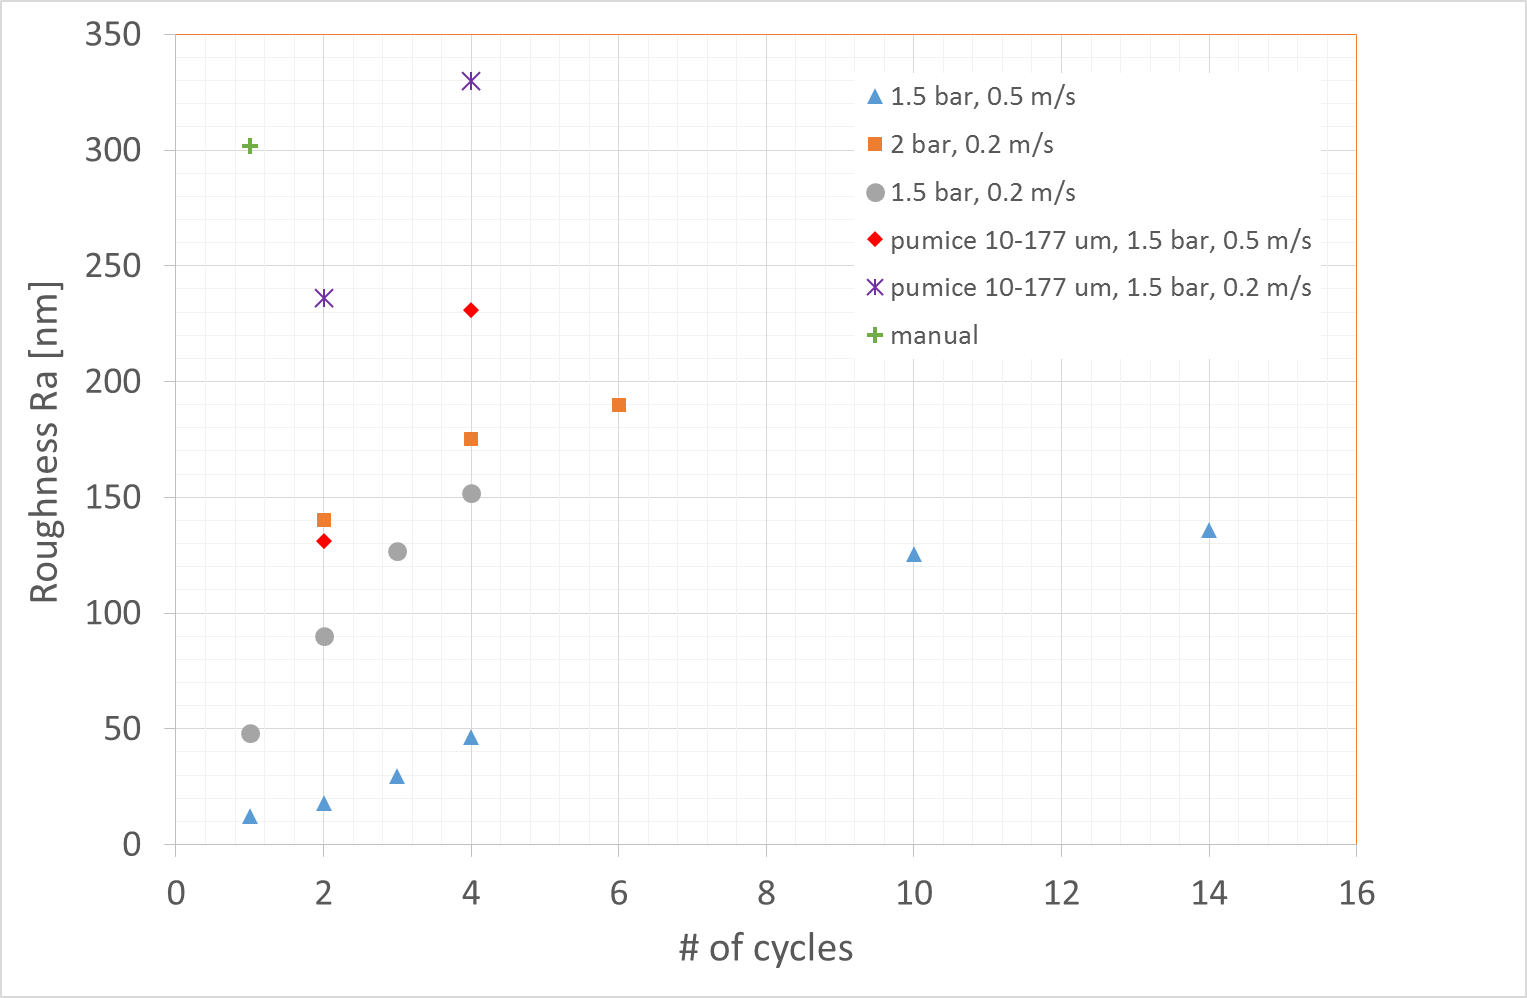 350
300
250
200
150
100
50
0
Roughness Ra [nm]
1.5 bar, 0.5 m/s
2 bar, 0.2 m/s
1.5 bar, 0.2 m/s
pumice 10-177 um, 1.5 bar, 0.5 m/s
pumice 10-177 um, 1.5 bar, 0.2 m/s
manual
0 2 4 6 8 10 12 14 16
# of cycles